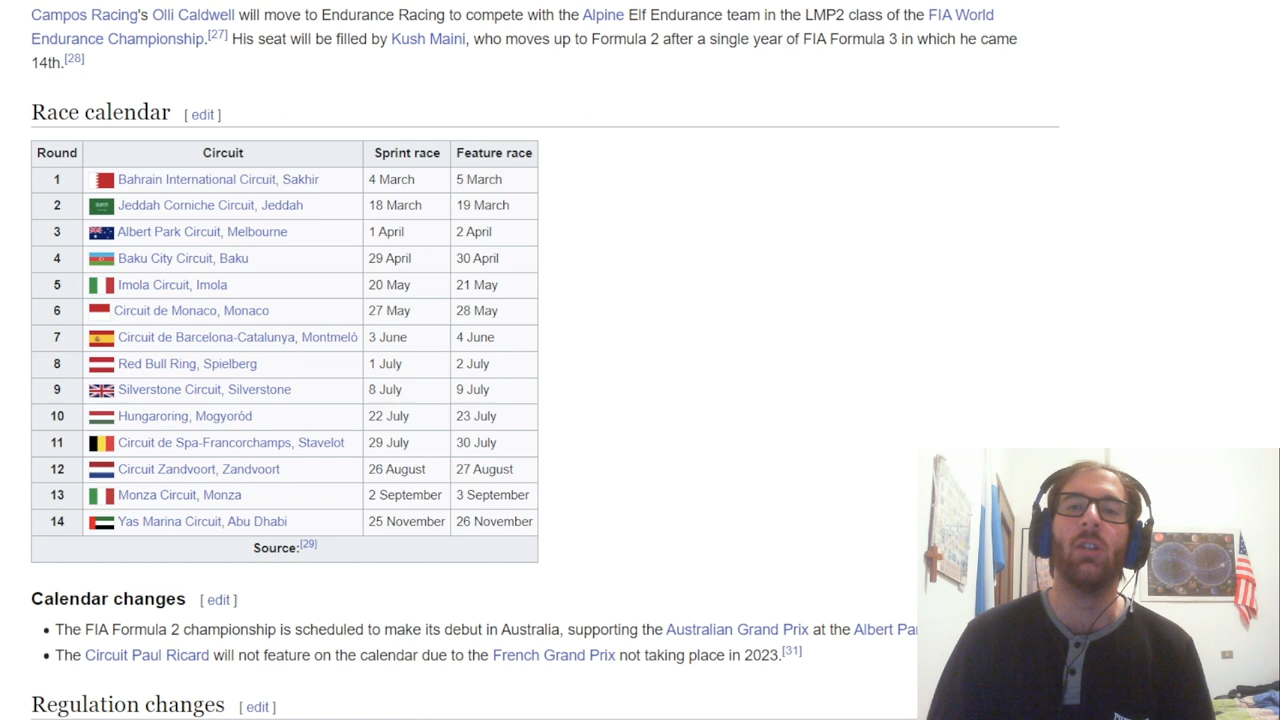 Campos Racing's Olli Caldwell will move to Endurance Racing to compete with the Alpine Elf Endurance team in the LMP2 class of the FIA World
Endurance Championship.[27] His seat will be filled by Kush Maini, who moves up to Formula 2 after a single year of FIA Formula 3 in which he came
14th.[28]
Race calendar [ edit ]
Round Circuit Sprint race Feature race
1 Bahrain International Circuit, Sakhir 4 March 5 March
2 Jeddah Corniche Circuit, Jeddah 18 March 19 March
3 Albert Park Circuit, Melbourne 1 April 2 April
4 Baku City Circuit, Baku 29 April 30 April
5 Imola Circuit, Imola 20 May 21 May
6 Circuit de Monaco, Monaco 27 May 28 May
7 Circuit de Barcelona-Catalunya, Montmeló 3 June 4 June
8 Red Bull Ring, Spielberg 1 July 2 July
9 Silverstone Circuit, Silverstone 8 July 9 July
10 Hungaroring, Mogyoród 22 July 23 July
11 Circuit de Spa-Francorchamps, Stavelot 29 July 30 July
12 Circuit Zandvoort, Zandvoort 26 August 27 August
13 Monza Circuit, Monza 2 September 3 September
14 Yas Marina Circuit, Abu Dhabi 25 November 26 November
Source:[29]
Calendar changes [ edit ]
• The FIA Formula 2 championship is scheduled to make its debut in Australia, supporting the Australian Grand Prix at the Albert Par
• The Circuit Paul Ricard will not feature on the calendar due to the French Grand Prix not taking place in 2023.[31]
Regulation changes [ edit ]